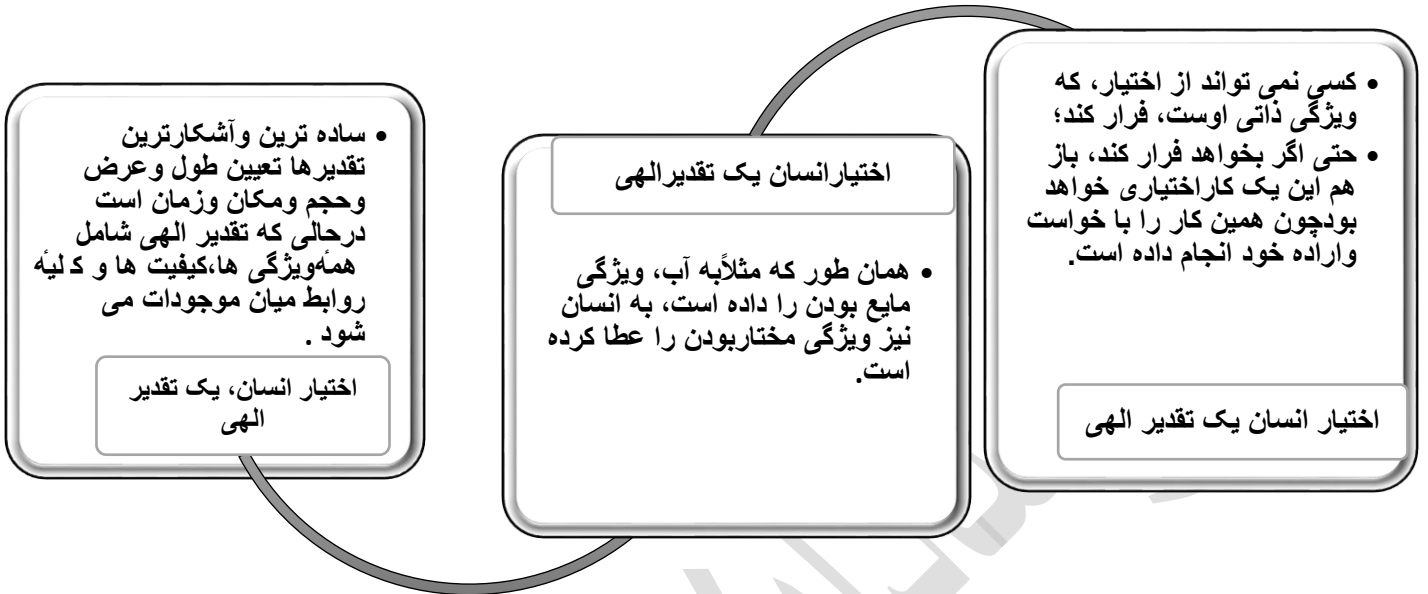 • کسی نمی تواند از اختیار، که
ویژگی ذاتی اوست، فرار کند؛
• حتی اگر بخواهد فرار کند، باز
هم این یک کاراختیاری خواهد
بودچون همین کار را با خواست
واراده خود انجام داده است.
اختیار انسان یک تقدیر الهی
اختیارانسان یک تقدیرالهی
• همان طور که مثلاًبه آب، ویژگی
مایع بودن را داده است، به انسان
نیز ویژگی مختاربودن را عطا کرده
است.
• ساده ترین وآشکارترین
تقدیرها تعیین طول وعرض
وحجم ومکان وزمان است
درحالی که تقدیر الهی شامل
همۀویژگی ها،کیفیت ها و کلیۀ
روابط میان موجودات می
شود .
اختیار انسان، یک تقدیر
الهی